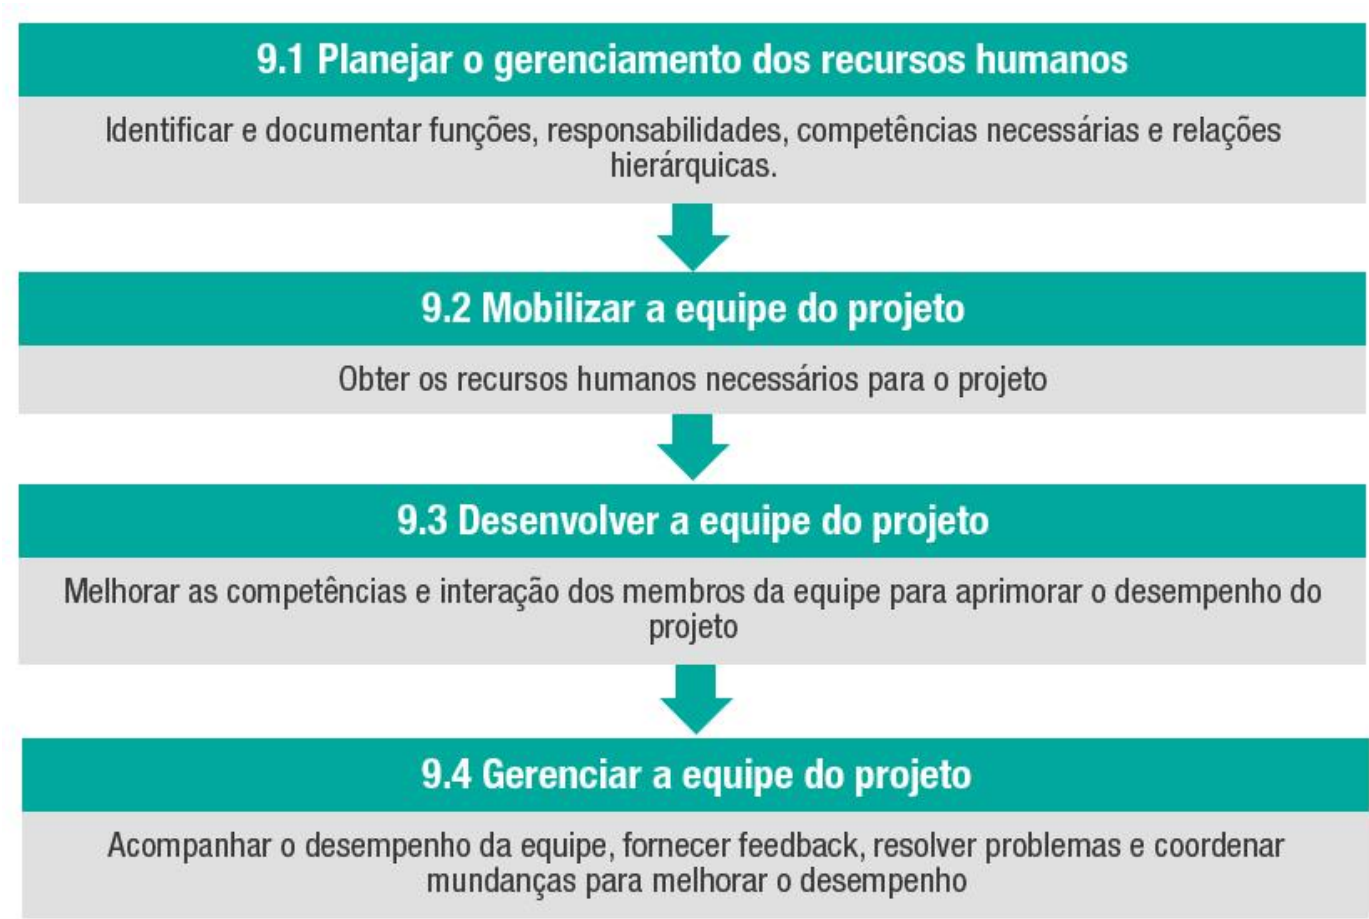 9.1 Planejar o gerenciamento dos recursos humanos
Identificar e documentar funções, responsabilidades, competências necessárias e relações
hierárquicas.
9.2 Mobilizar a equipe do projeto
Obter os recursos humanos necessários para o projeto
9.3 Desenvolver a equipe do projeto
Melhorar as competências e interação dos membros da equipe para aprimorar o desempenho do
projeto
9.4 Gerenciar a equipe do projeto
Acompanhar o desempenho da equipe, fornecer feedback, resolver problemas e coordenar
mundanças para melhorar o desempenho